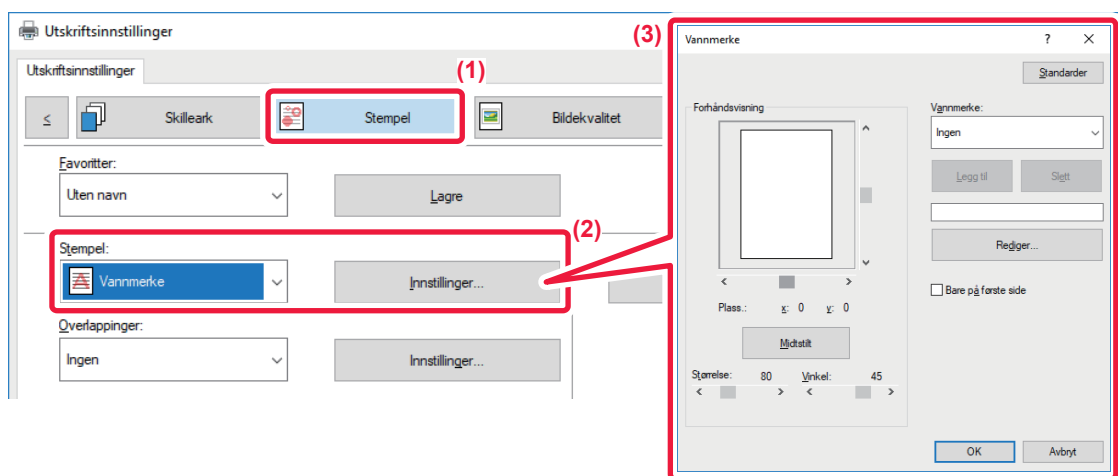 Utskriftsinnstillinger
Utskriftsinnstillinger
(1)
≤ Skilleark Stempel Bildekvalitet
Favoritter:
Uten navn Lagre
(2)
Stempel:
Vannmerke Innstillinger...
Overlappinger:
Ingen Innstillinger...
(3)
Vannmerke ? ×
Standarder
Forhåndsvisning
Vannmerke:
Ingen
Legg til Slett
Rediger...
Bare på første side
Plass.: x: 0 y: 0
Midtstilt
Størrelse: 80 Vinkel: 45
OK Avbryt